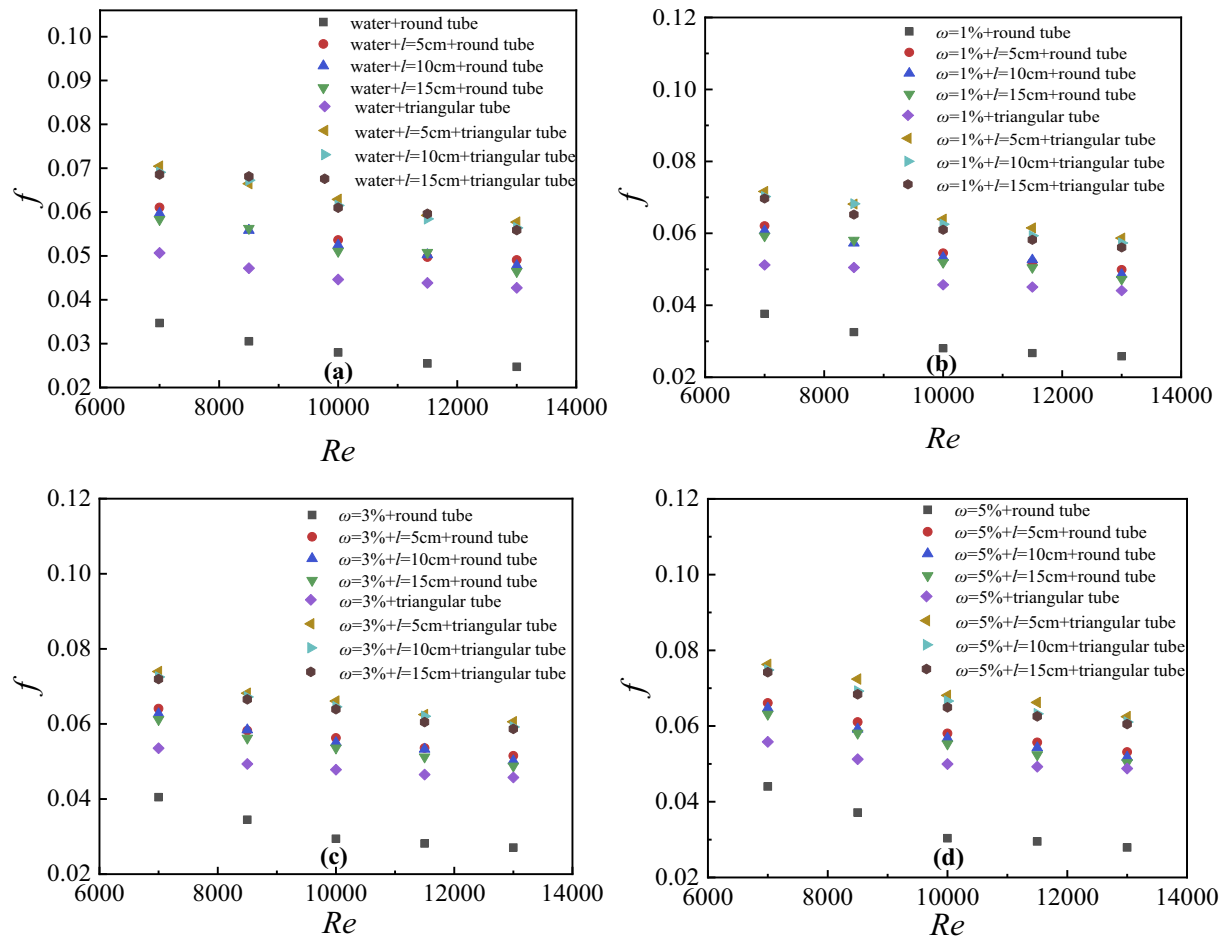 0.10
0.09
0.08
0.07
0.06
0.05
0.04
0.03
0.02
f
6000
8000
10000
12000
14000
Re
water+round tube
water+l=5cm+round tube
water+l=10cm+round tube
water+l=15cm+round tube
water+triangular tube
water+l=5cm+triangular tube
water+l=10cm+triangular tube
water+l=15cm+triangular tube
(a)
0.12
0.10
0.08
0.06
0.04
0.02
f
6000
8000
10000
12000
14000
Re
ω=1%+round tube
ω=1%+l=5cm+round tube
ω=1%+l=10cm+round tube
ω=1%+l=15cm+round tube
ω=1%+triangular tube
ω=1%+l=5cm+triangular tube
ω=1%+l=10cm+triangular tube
ω=1%+l=15cm+triangular tube
(b)
0.12
0.10
0.08
0.06
0.04
0.02
f
6000
8000
10000
12000
14000
Re
ω=3%+round tube
ω=3%+l=5cm+round tube
ω=3%+l=10cm+round tube
ω=3%+l=15cm+round tube
ω=3%+triangular tube
ω=3%+l=5cm+triangular tube
ω=3%+l=10cm+triangular tube
ω=3%+l=15cm+triangular tube
(c)
0.12
0.10
0.08
0.06
0.04
0.02
f
6000
8000
10000
12000
14000
Re
ω=5%+round tube
ω=5%+l=5cm+round tube
ω=5%+l=10cm+round tube
ω=5%+l=15cm+round tube
ω=5%+triangular tube
ω=5%+l=5cm+triangular tube
ω=5%+l=10cm+triangular tube
ω=5%+l=15cm+triangular tube
(d)